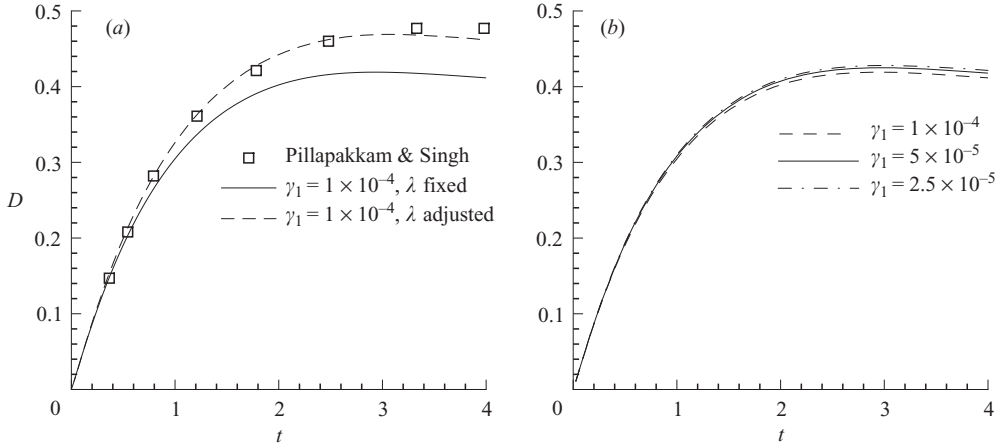 (a)
0.5
0.4
0.3
0.2
0.1
0
D
1
2
3
4
t
Pillapakkam & Singh
γ₁ = 1 × 10⁻⁴, λ fixed
γ₁ = 1 × 10⁻⁴, λ adjusted
(b)
0.5
0.4
0.3
0.2
0.1
0
1
2
3
4
t
γ₁ = 1 × 10⁻⁴
γ₁ = 5 × 10⁻⁵
γ₁ = 2.5 × 10⁻⁵